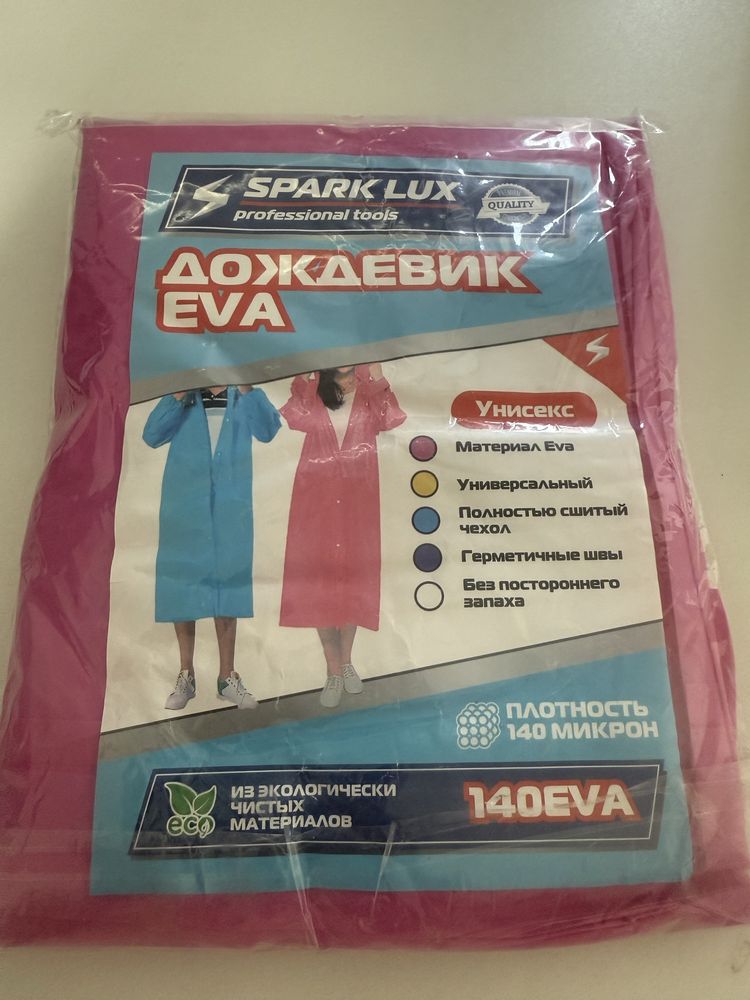 SPARK LUX
professional tools
QUALITY
ДОЖДЕВИК
EVA
Унисекс
Материал Eva
Универсальный
Полностью сшитый
чехол
Герметичные швы
Без постороннего
запаха
ПЛОТНОСТЬ
140 МИКРОН
eco
ИЗ ЭКОЛОГИЧЕСКИ
ЧИСТЫХ
МАТЕРИАЛОВ
140EVA